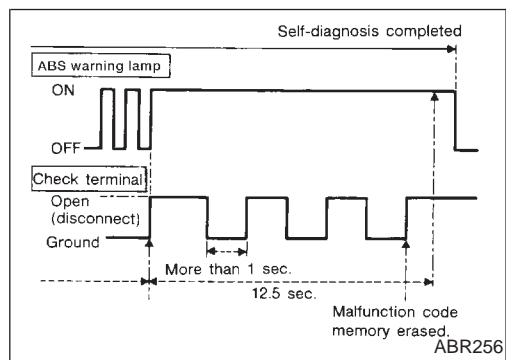 Self-diagnosis completed
ABS warning lamp
ON
OFF
Check terminal
Open
(disconnect)
Ground
More than 1 sec.
12.5 sec.
Malfunction code
memory erased.
ABR256